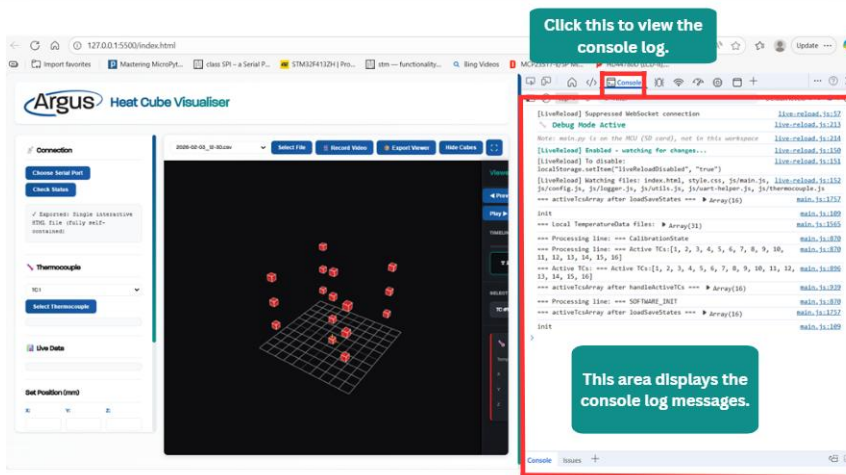 Click this to view the
console log.
127.0.0.1:5500/index.html
Update
Import favorites
Mastering MicroPyt...
class SPI – a Serial P...
STM32F413ZH | Pro...
stm — functionality...
Bing Videos
Console
Argus Heat Cube Visualiser
Connection
Choose Serial Port
Check Status
✓ Exported: Single interactive
HTML file (fully self-
contained)
Thermocouple
TC1
Select Thermocouple
Live Data
Set Position (mm)
X:
Y:
Z:
2026-02-03_12-30.csv
Select File
Record Video
Export Viewer
Hide Cubes
Play
[LiveReload] Suppressed WebSocket connection live-reload.js:57
Debug Mode Active live-reload.js:213
Note: main.py is on the MCU (SD card), not in this workspace live-reload.js:214
[LiveReload] Enabled - watching for changes... live-reload.js:150
[LiveReload] To disable: live-reload.js:151
localStorage.setItem("liveReloadDisabled", "true")
[LiveReload] Watching files: index.html, style.css, js/main.js, live-reload.js:152
js/config.js, js/logger.js, js/utils.js, js/uart-helper.js, js/thermocouple.js
=== activeTcsArray after loadSaveStates === ▶ Array(16) main.js:1757
init main.js:109
=== Local TemperatureData files: ▶ Array(31) main.js:1565
=== Processing line: === CalibrationState main.js:870
=== Processing line: === Active TCs:[1, 2, 3, 4, 5, 6, 7, 8, 9, 10, main.js:870
11, 12, 13, 14, 15, 16]
=== Active TCs: === Active TCs:[1, 2, 3, 4, 5, 6, 7, 8, 9, 10, 11, 12, main.js:896
13, 14, 15, 16]
=== activeTcsArray after handleActiveTCs === ▶ Array(16) main.js:939
=== Processing line: === SOFTWARE_INIT main.js:870
=== activeTcsArray after loadSaveStates === ▶ Array(16) main.js:1757
init main.js:109
This area displays the
console log messages.
Console
Issues